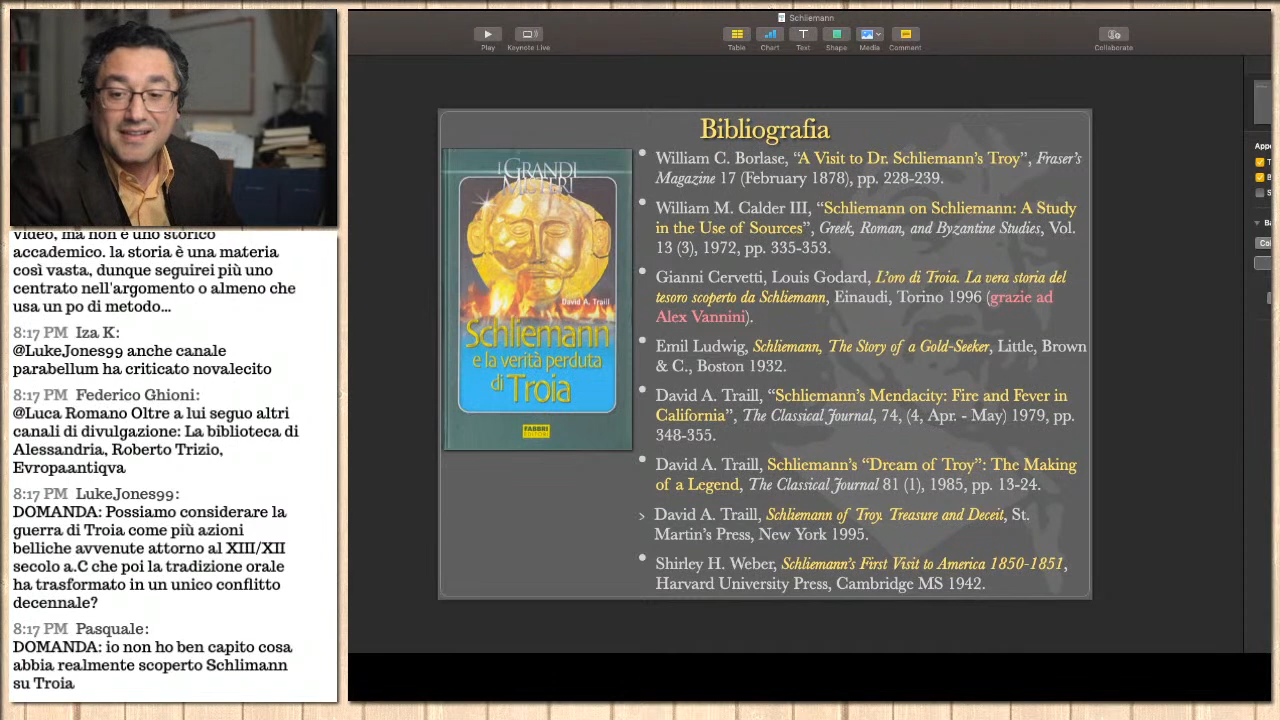 video, ma non è uno storico
accademico. la storia è una materia
così vasta, dunque seguirei più uno
centrato nell'argomento o almeno che
usa un po di metodo...
8:17 PM Iza K:
@LukeJones99 anche canale
parabellum ha criticato novalecito
8:17 PM Federico Ghioni:
@Luca Romano Oltre a lui seguo altri
canali di divulgazione: La biblioteca di
Alessandria, Roberto Trizio,
Evropaantiqva
8:17 PM LukeJones99:
DOMANDA: Possiamo considerare la
guerra di Troia come più azioni
belliche avvenute attorno al XIII/XII
secolo a.C che poi la tradizione orale
ha trasformato in un unico conflitto
decennale?
8:17 PM Pasquale:
DOMANDA: io non ho ben capito cosa
abbia realmente scoperto Schlimann
su Troia
Schliemann
Play
Keynote Live
Table
Chart
Text
Shape
Media
Comment
Collaborate
Bibliografia
I GRANDI
MISTERI
David A. Traill
Schliemann
e la verità perduta
di Troia
FABBRI
EDITORI
• William C. Borlase, “A Visit to Dr. Schliemann’s Troy”, Fraser’s
Magazine 17 (February 1878), pp. 228-239.
• William M. Calder III, “Schliemann on Schliemann: A Study
in the Use of Sources”, Greek, Roman, and Byzantine Studies, Vol.
13 (3), 1972, pp. 335-353.
• Gianni Cervetti, Louis Godard, L’oro di Troia. La vera storia del
tesoro scoperto da Schliemann, Einaudi, Torino 1996 (grazie ad
Alex Vannini).
• Emil Ludwig, Schliemann, The Story of a Gold-Seeker, Little, Brown
& C., Boston 1932.
• David A. Traill, “Schliemann’s Mendacity: Fire and Fever in
California”, The Classical Journal, 74, (4, Apr. - May) 1979, pp.
348-355.
• David A. Traill, Schliemann’s “Dream of Troy”: The Making
of a Legend, The Classical Journal 81 (1), 1985, pp. 13-24.
> David A. Traill, Schliemann of Troy. Treasure and Deceit, St.
Martin’s Press, New York 1995.
• Shirley H. Weber, Schliemann’s First Visit to America 1850-1851,
Harvard University Press, Cambridge MS 1942.
Appe